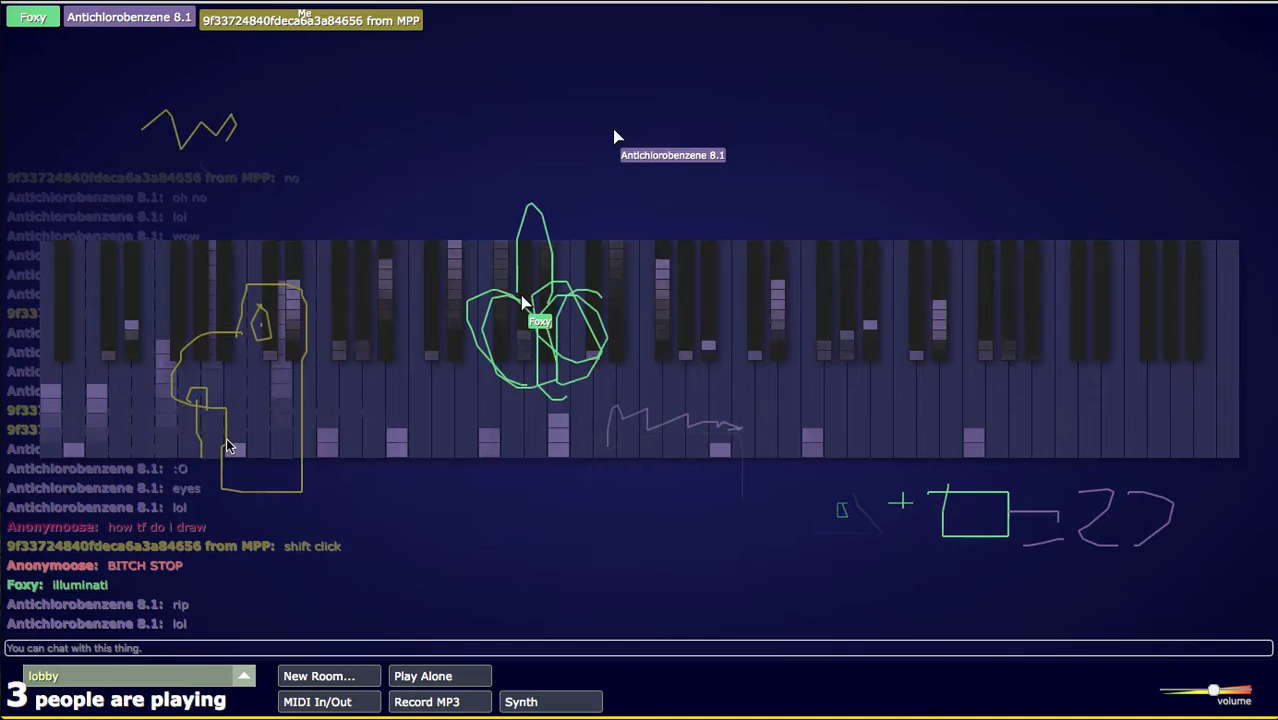 Foxy
Antichlorobenzene 8.1
Me
9f33724840fdeca6a3a84656 from MPP
Antichlorobenzene 8.1
9f33724840fdeca6a3a84656 from MPP: no
Antichlorobenzene 8.1: oh no
Antichlorobenzene 8.1: lol
Antichlorobenzene 8.1: wow
Foxy
Antichlorobenzene 8.1: :O
Antichlorobenzene 8.1: eyes
Antichlorobenzene 8.1: lol
Anonymoose: how tf do i draw
9f33724840fdeca6a3a84656 from MPP: shift click
Anonymoose: BITCH STOP
Foxy: illuminati
Antichlorobenzene 8.1: rip
Antichlorobenzene 8.1: lol
You can chat with this thing.
lobby
New Room...
Play Alone
3 people are playing
MIDI In/Out
Record MP3
Synth
volume